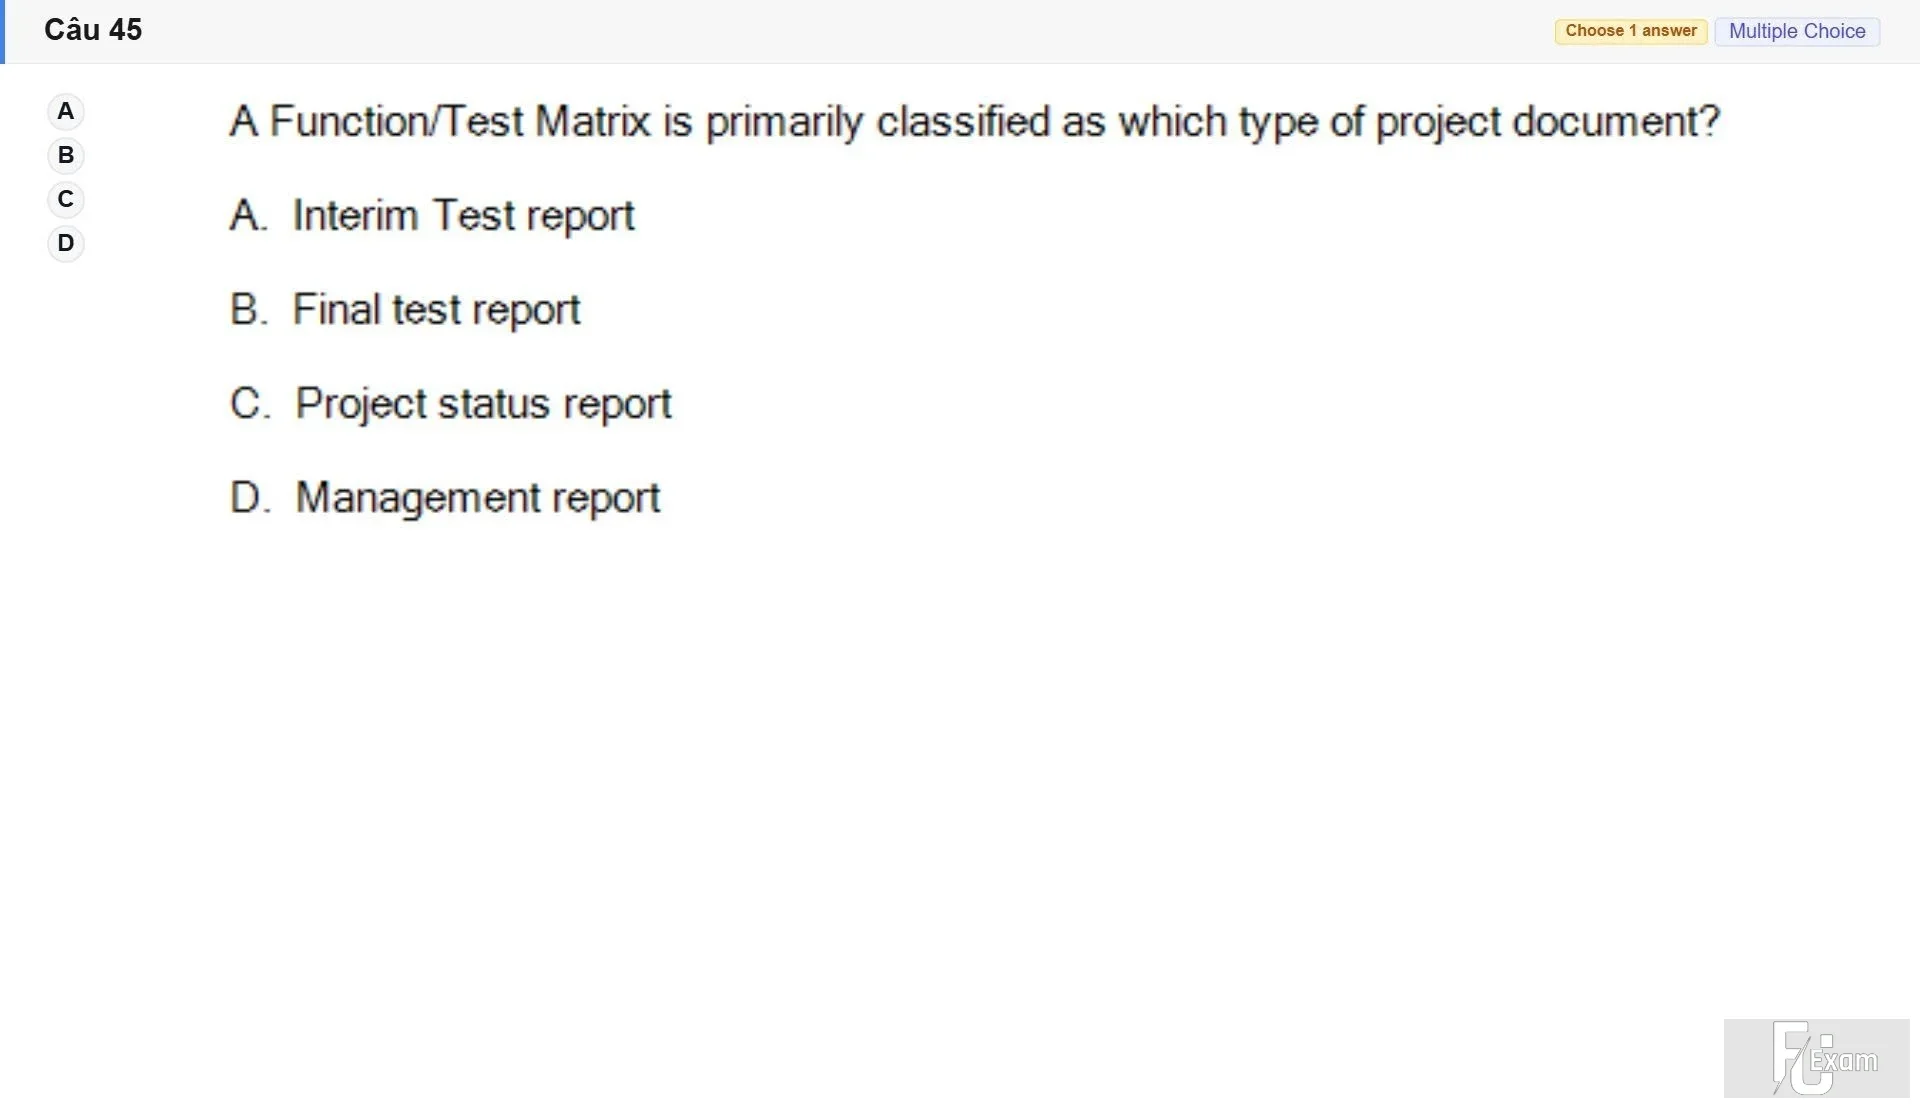 Câu 45
Choose 1 answer
Multiple Choice
A
B
C
D
A Function/Test Matrix is primarily classified as which type of project document?
A. Interim Test report
B. Final test report
C. Project status report
D. Management report
FU Exam